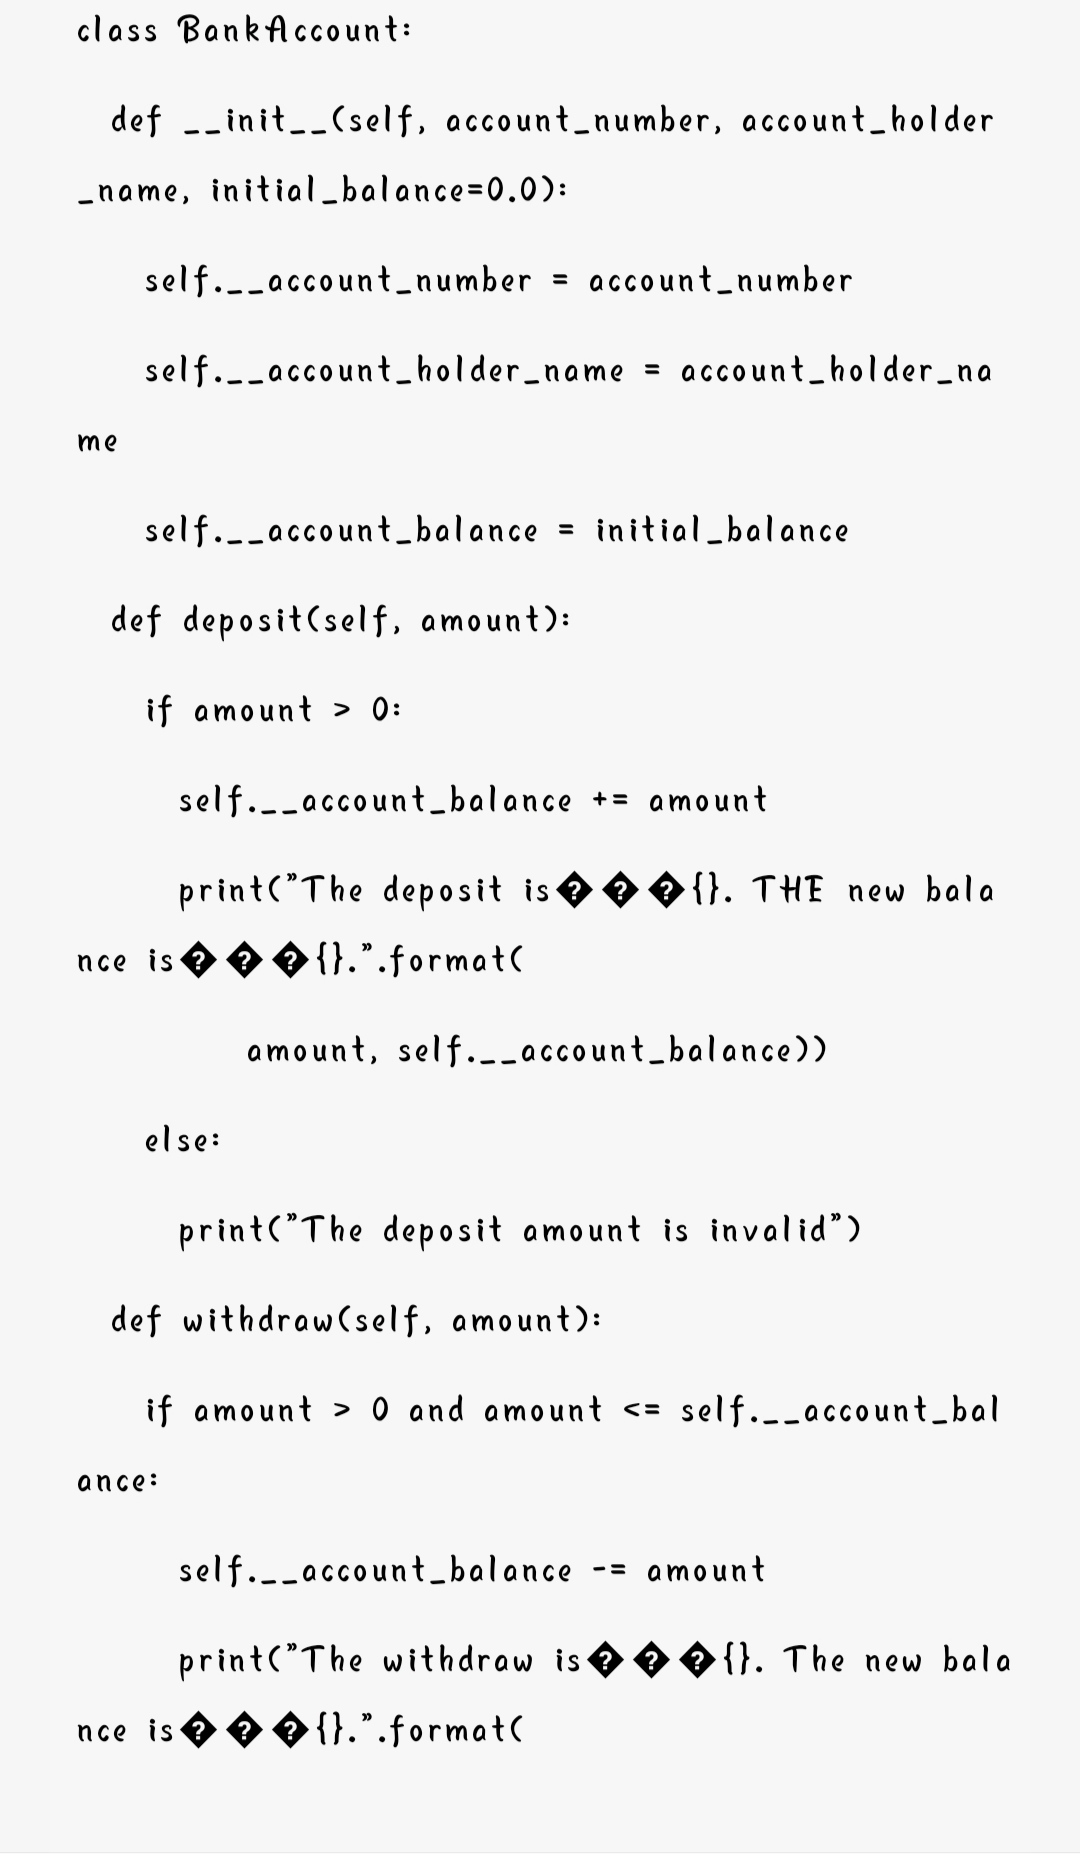 class BankAccount:
def __init__(self, account_number, account_holder
_name, initial_balance=0.0):
self.__account_number = account_number
self.__account_holder_name = account_holder_na
me
self.__account_balance = initial_balance
def deposit(self, amount):
if amount > 0:
self.__account_balance += amount
print("The deposit is���{}. THE new bala
nce is���{}.".format(
amount, self.__account_balance))
else:
print("The deposit amount is invalid")
def withdraw(self, amount):
if amount > 0 and amount <= self.__account_bal
ance:
self.__account_balance -= amount
print("The withdraw is���{}. The new bala
nce is���{}.".format(